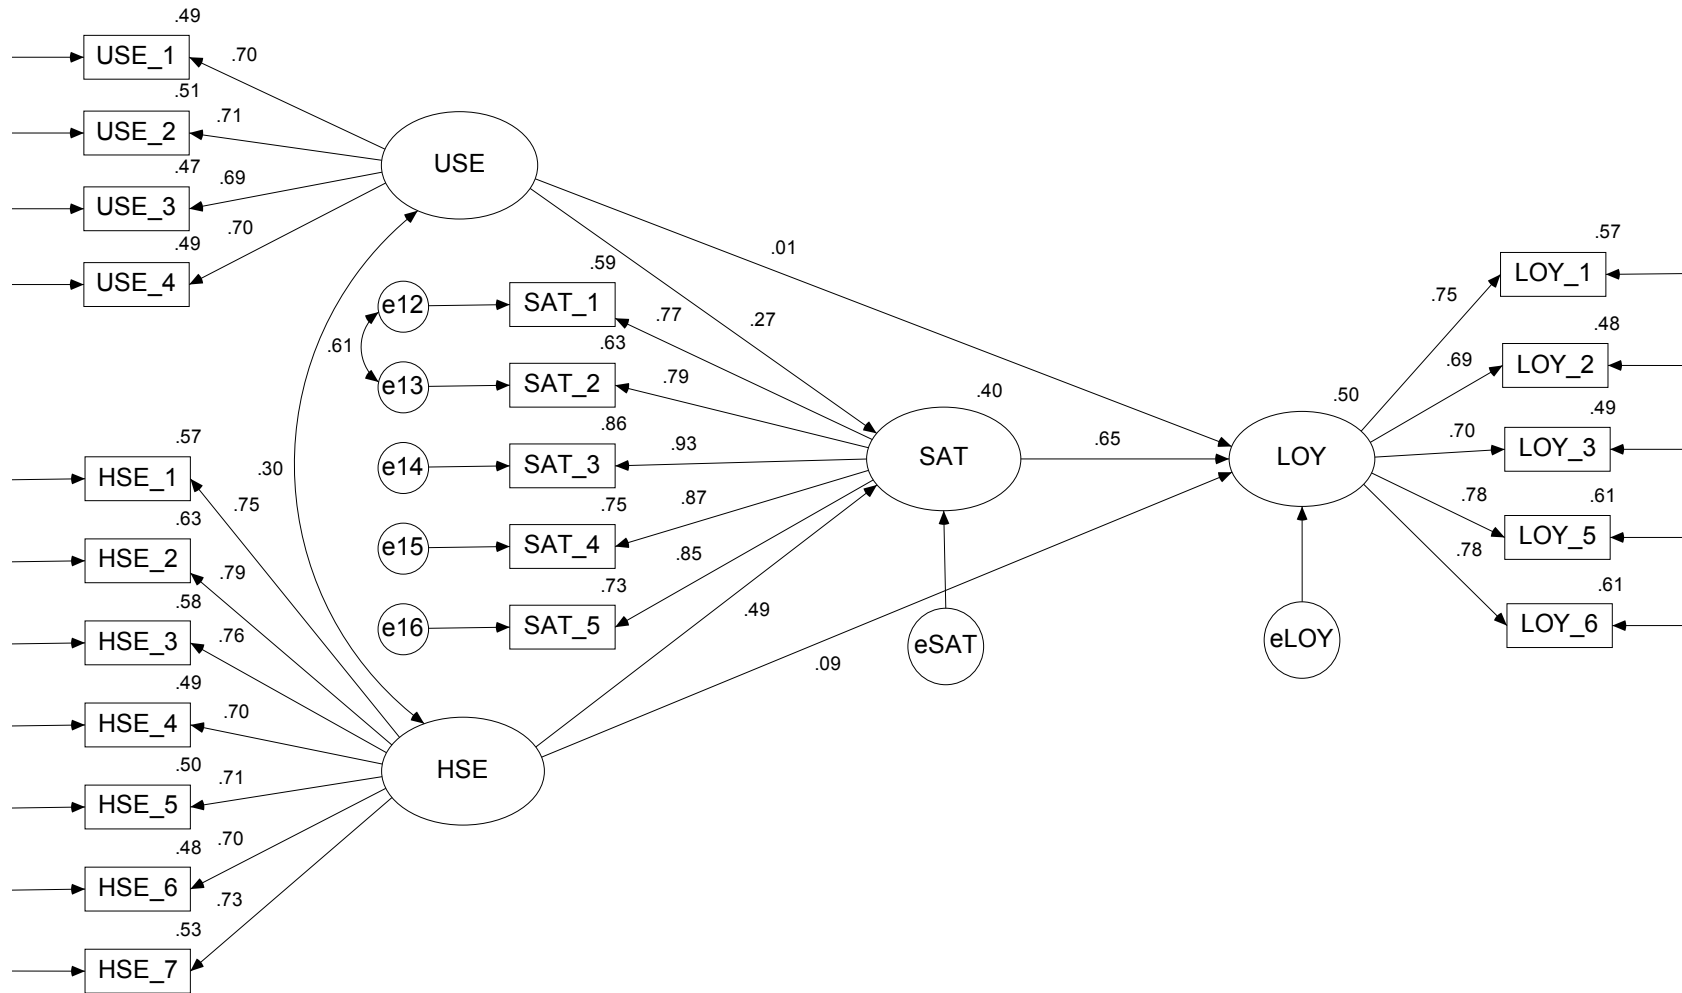 .49
USE_1
.70
.51
USE_2
.71
.47
USE_3
.69
.49
USE_4
.70
USE
.01
.27
.30
.61
e12
e13
e14
e15
e16
.59
SAT_1
.77
.63
SAT_2
.79
.86
SAT_3
.93
.75
SAT_4
.87
.73
SAT_5
.85
.40
SAT
.65
.49
.09
eSAT
.50
LOY
eLOY
.57
LOY_1
.75
.48
LOY_2
.69
.49
LOY_3
.70
.61
LOY_5
.78
.61
LOY_6
.78
.57
HSE_1
.75
.63
HSE_2
.79
.58
HSE_3
.76
.49
HSE_4
.70
.50
HSE_5
.71
.48
HSE_6
.70
.53
HSE_7
.73
HSE